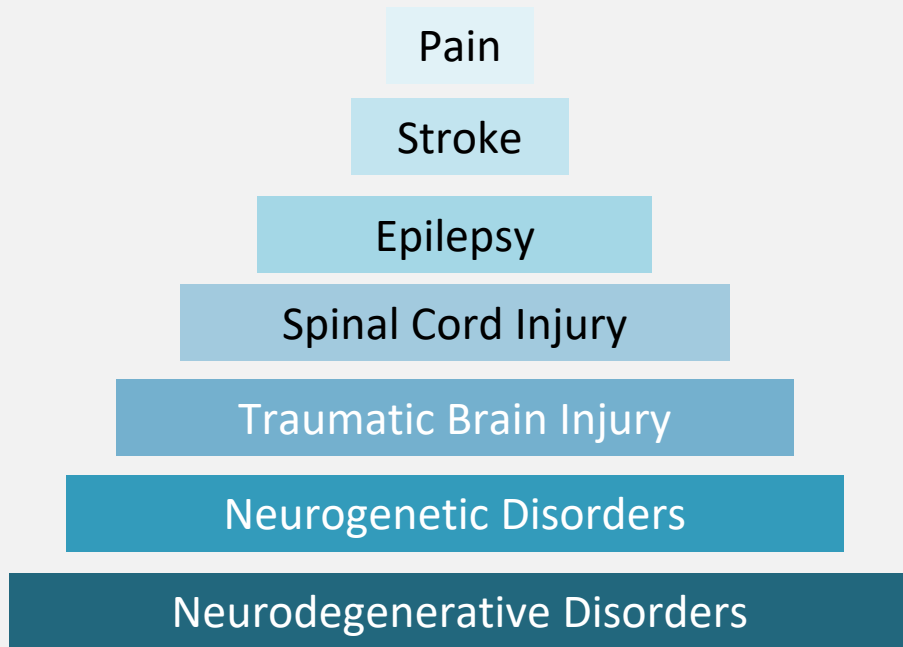 Pain
Stroke
Epilepsy
Spinal Cord Injury
Traumatic Brain Injury
Neurogenetic Disorders
Neurodegenerative Disorders